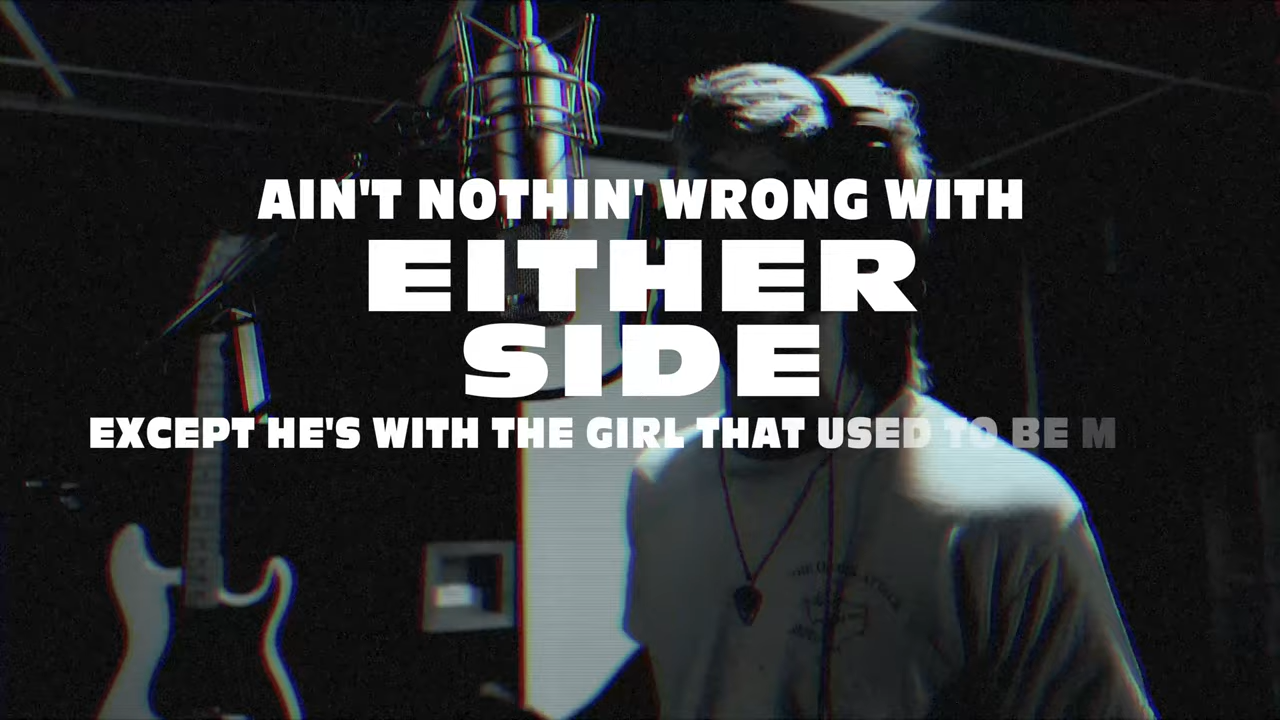 AIN'T NOTHIN' WRONG WITH
EITHER
SIDE
EXCEPT HE'S WITH THE GIRL THAT USED TO BE M